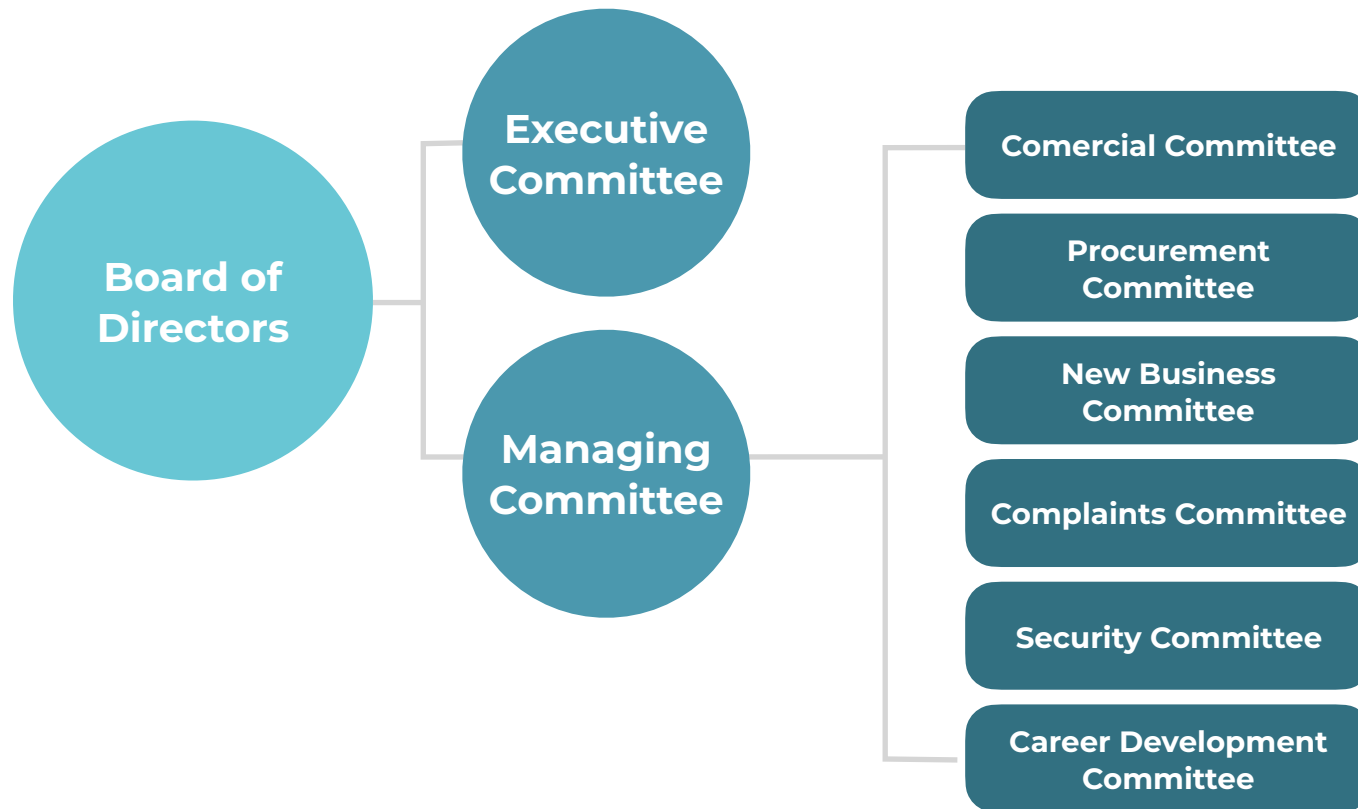 Board of
Directors
Executive
Committee
Managing
Committee
Comercial Committee
Procurement
Committee
New Business
Committee
Complaints Committee
Security Committee
Career Development
Committee